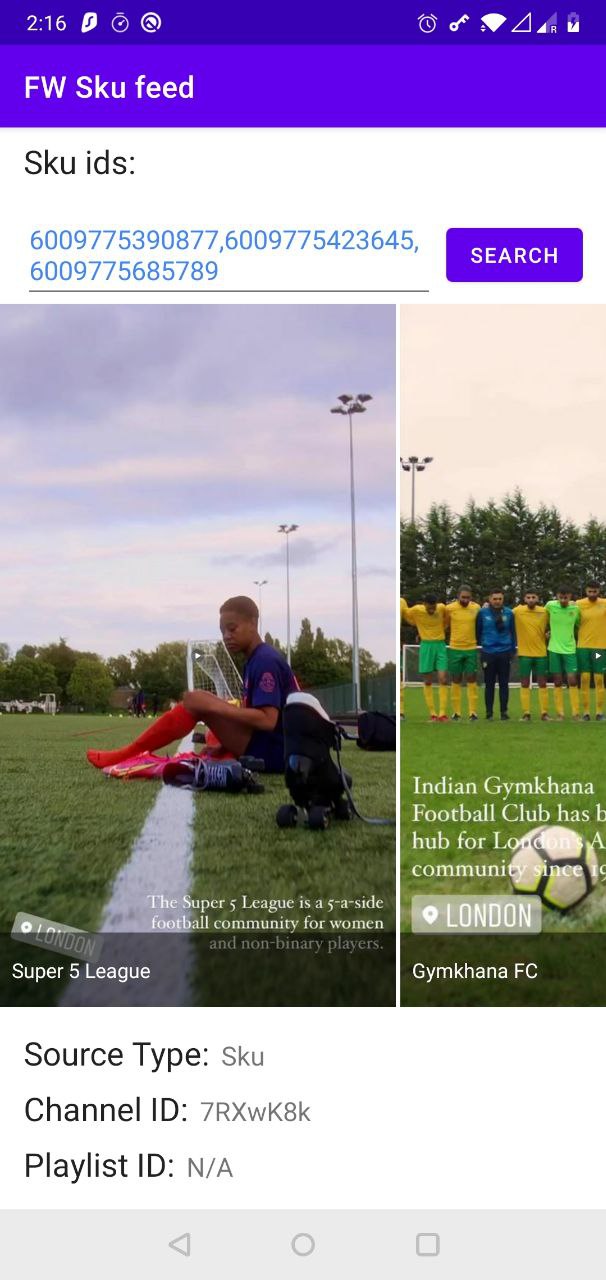 2:16
R
FW Sku feed
Sku ids:
6009775390877,6009775423645,
6009775685789
SEARCH
The Super 5 League is a 5-a-side
football community for women
and non-binary players.
LONDON
Super 5 League
Indian Gymkhana
Football Club has b
hub for London's A
community since 19
LONDON
Gymkhana FC
Source Type: Sku
Channel ID: 7RXwK8k
Playlist ID: N/A